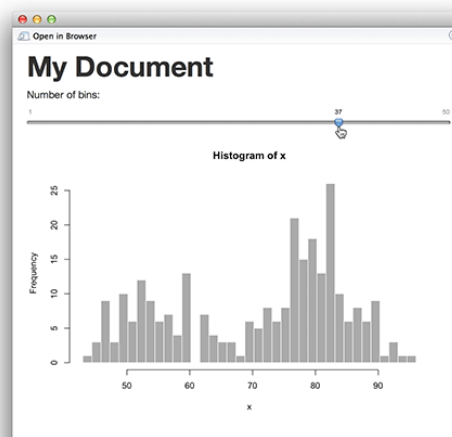 Open in Browser
My Document
Number of bins:
1 37 50
Histogram of x
Frequency
25
20
15
10
5
0
50 60 70 80 90
x